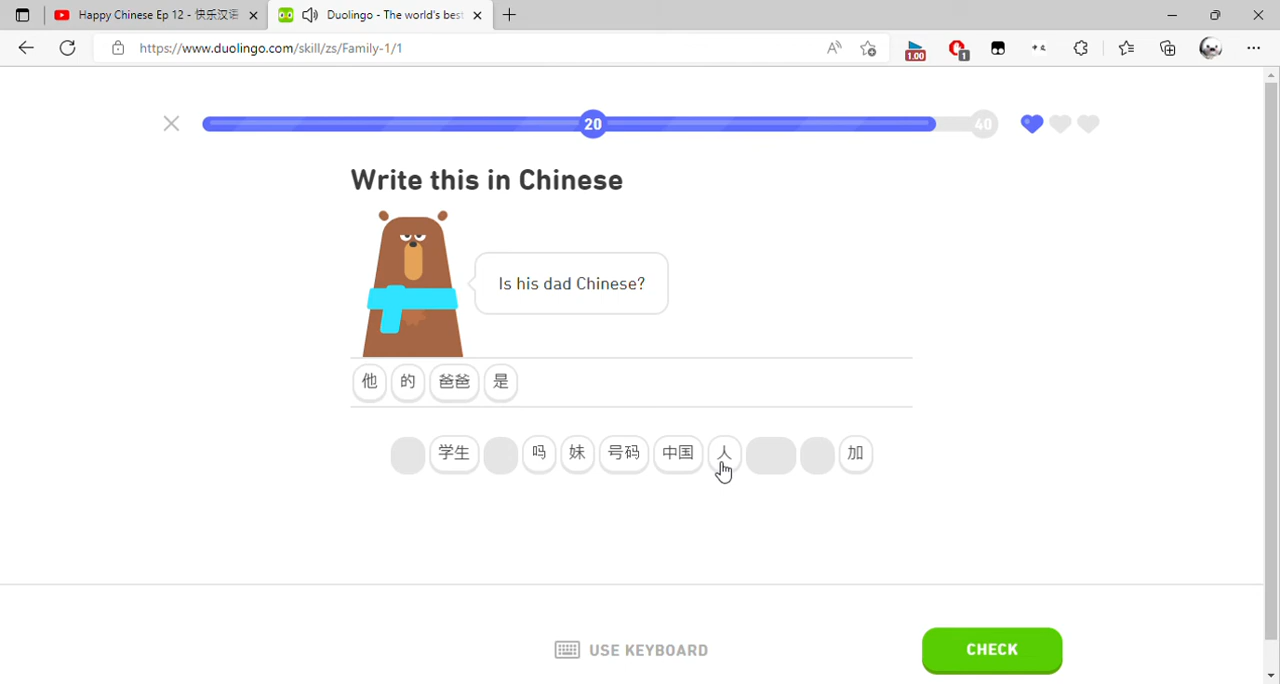 Happy Chinese Ep 12 - 快乐汉语
Duolingo - The world's best
https://www.duolingo.com/skill/zs/Family-1/1
1.00
1
20
40
Write this in Chinese
Is his dad Chinese?
他 的 爸爸 是
学生 吗 妹 号码 中国 人 加
USE KEYBOARD
CHECK